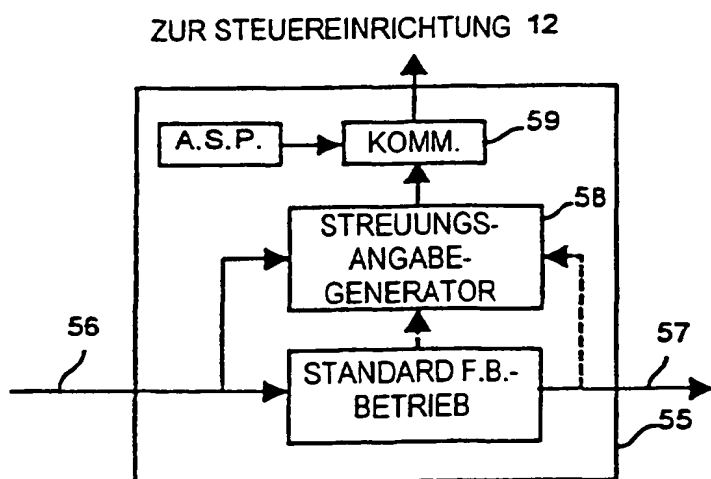 ZUR STEUEREINRICHTUNG 12
A.S.P.
KOMM.
59
STREUUNGS-
ANGABE-
GENERATOR
58
56
STANDARD F.B.-
BETRIEB
57
55